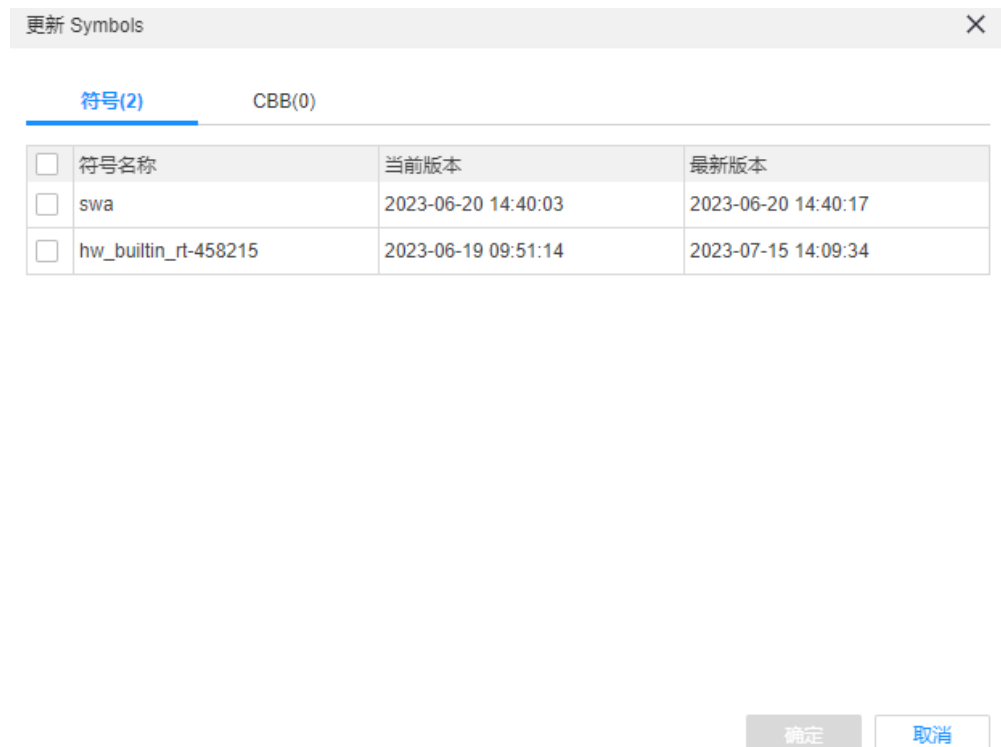 更新 Symbols
符号(2) CBB(0)
符号名称 当前版本 最新版本
swa 2023-06-20 14:40:03 2023-06-20 14:40:17
hw_builtin_rt-458215 2023-06-19 09:51:14 2023-07-15 14:09:34
确定 取消